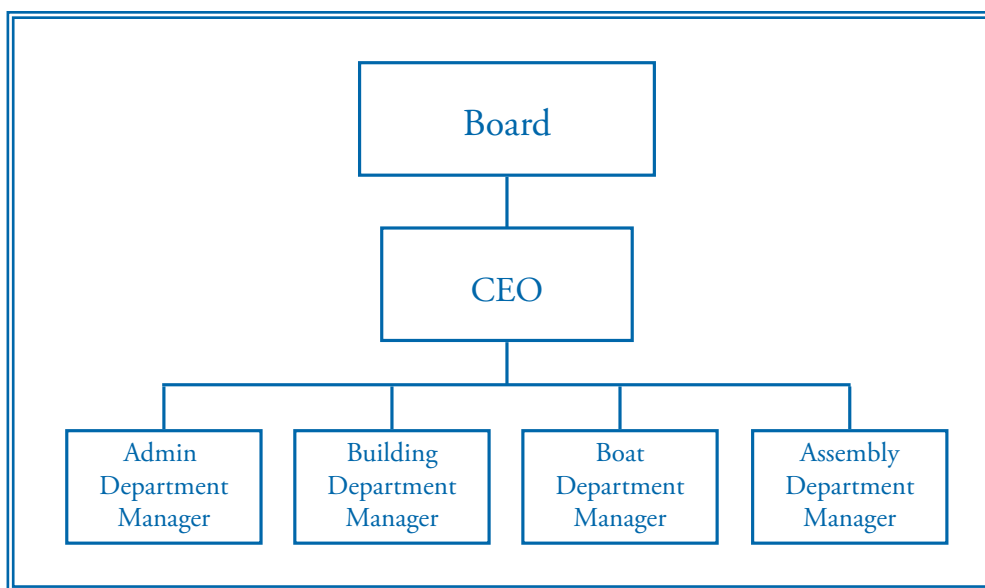 Board
CEO
Admin
Department
Manager
Building
Department
Manager
Boat
Department
Manager
Assembly
Department
Manager